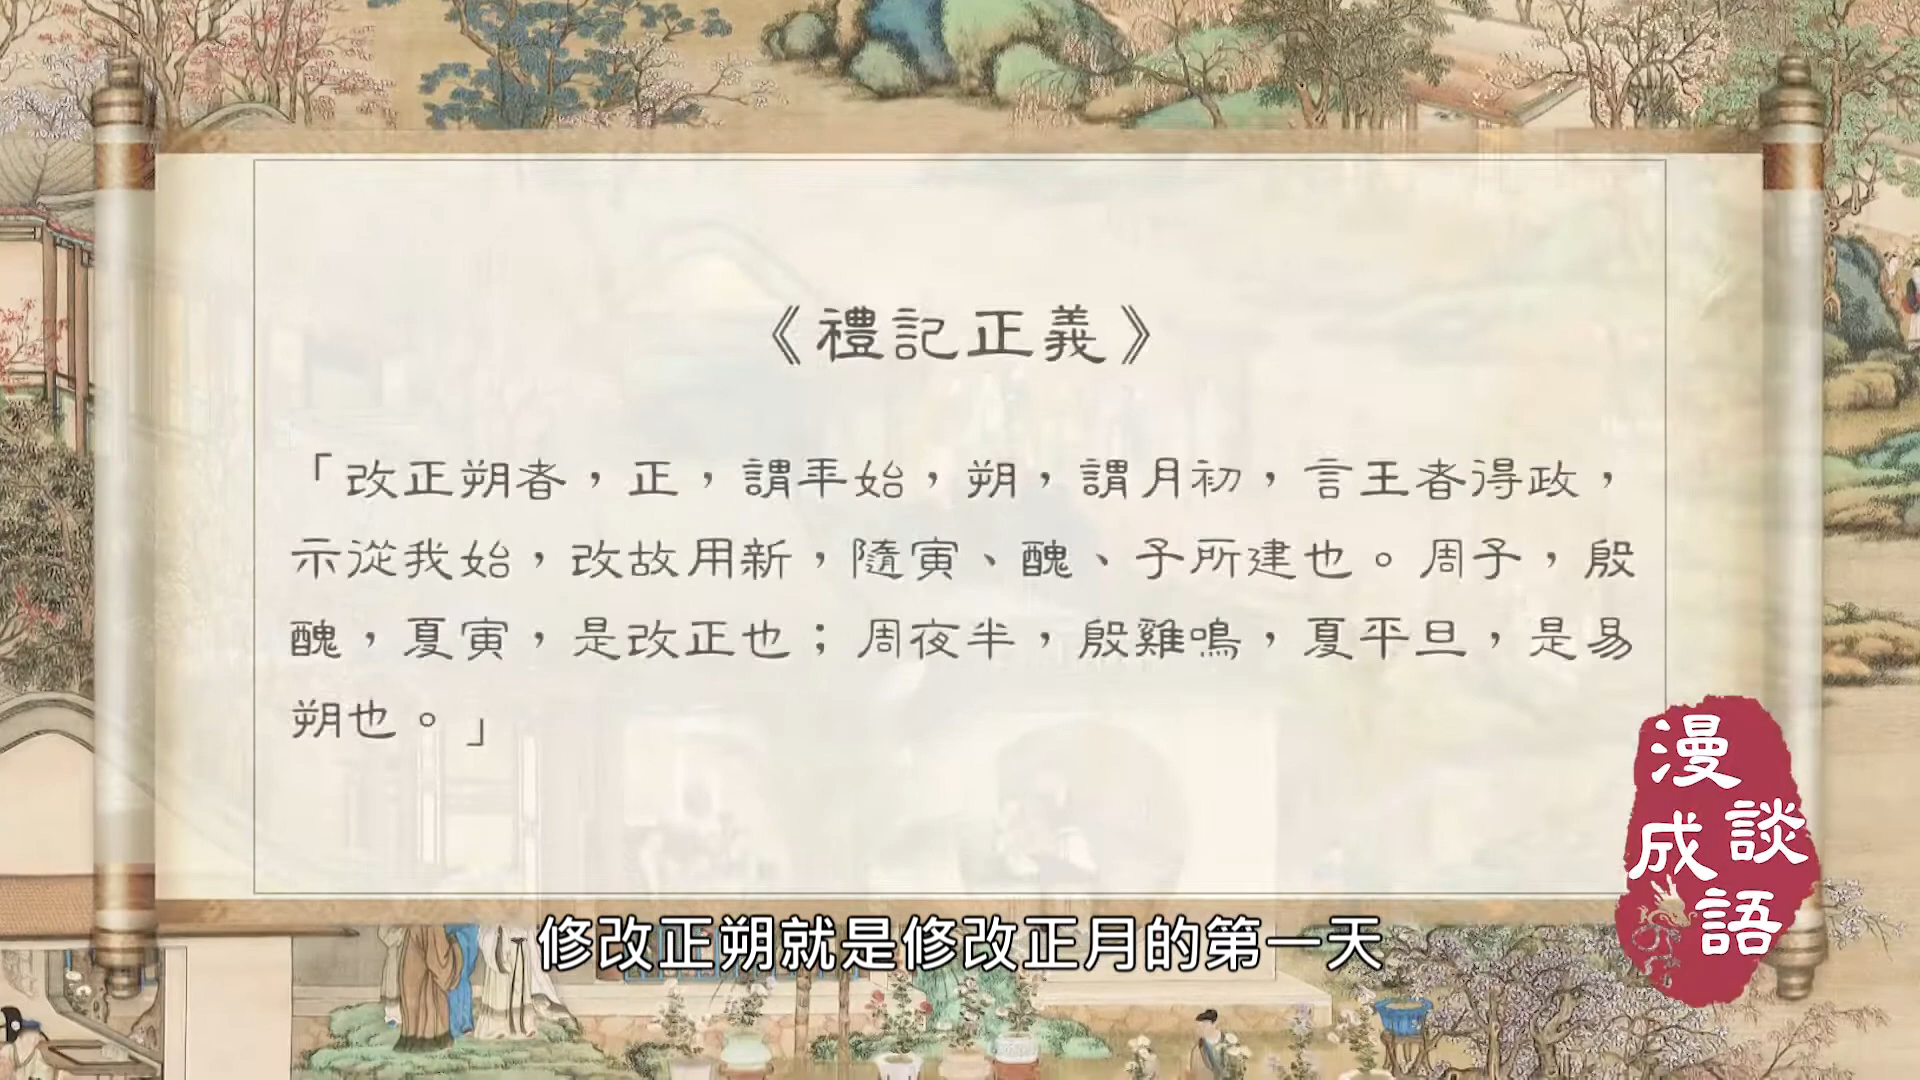 《禮記正義》
「改正朔者，正，謂年始，朔，謂月初，言王者得政，
示從我始，改故用新，隨寅、醜、子所建也。周子，殷
醜，夏寅，是改正也；周夜半，殷雞鳴，夏平旦，是易
朔也。」
漫談
成語
修改正朔就是修改正月的第一天